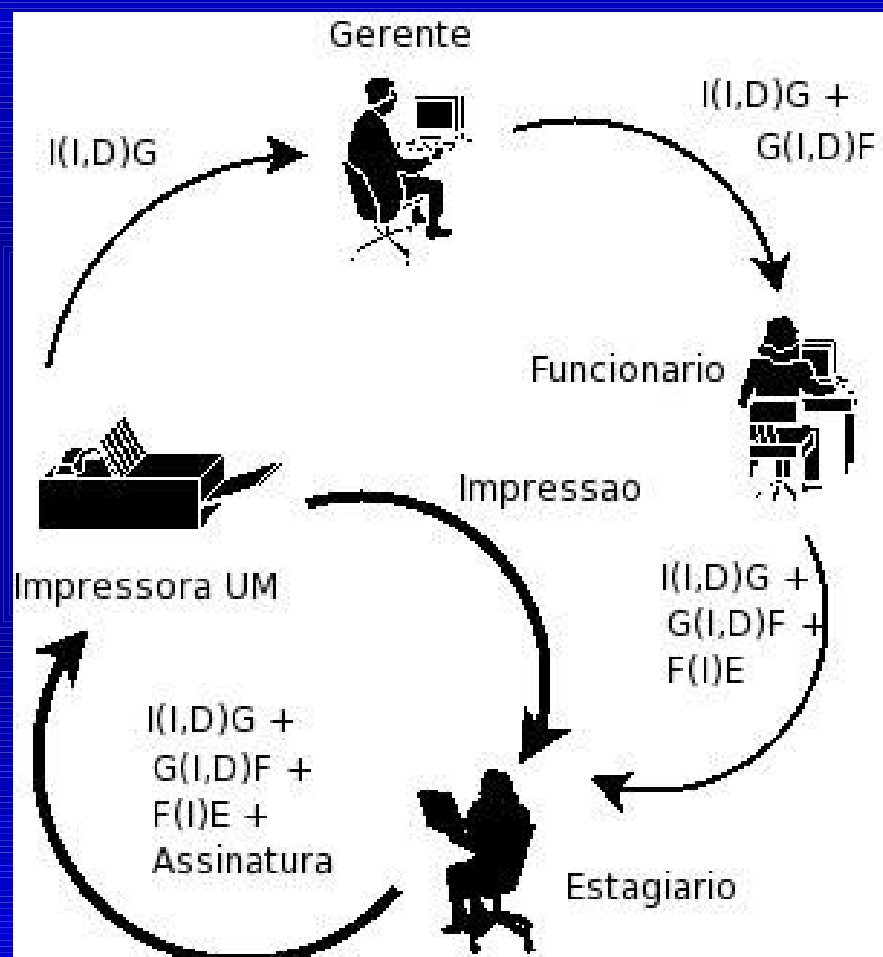 Gerente
I(I,D)G
I(I,D)G +
G(I,D)F
Funcionario
Impressao
Impressora UM
I(I,D)G +
G(I,D)F +
F(I)E
I(I,D)G +
G(I,D)F +
F(I)E +
Assinatura
Estagiario